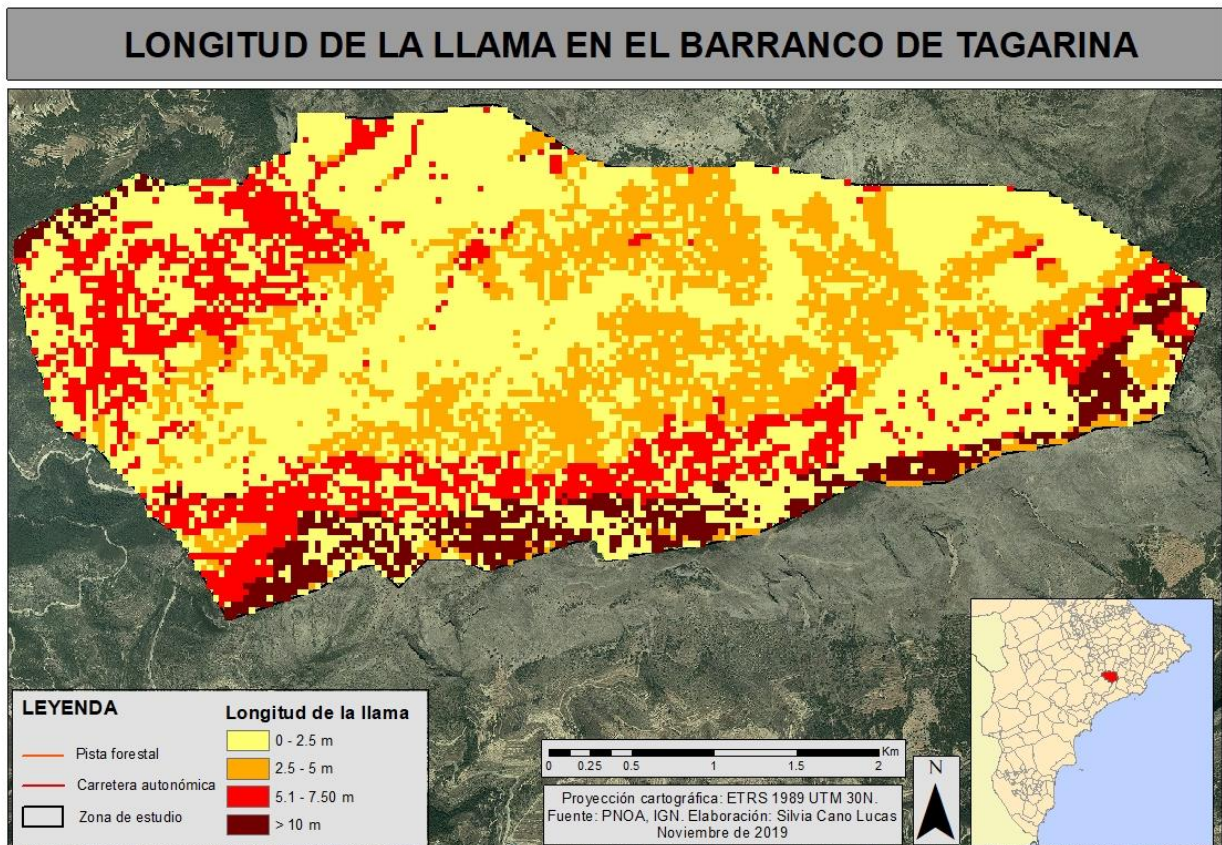 LONGITUD DE LA LLAMA EN EL BARRANCO DE TAGARINA
LEYENDA
Pista forestal
Carretera autonómica
Zona de estudio
Longitud de la llama
0 - 2.5 m
2.5 - 5 m
5.1 - 7.50 m
> 10 m
0 0.25 0.5 1 2
Km
Proyección cartográfica: ETRS 1989 UTM 30N.
Fuente: PNOA, IGN. Elaboración: Silvia Cano Lucas
Noviembre de 2019
N